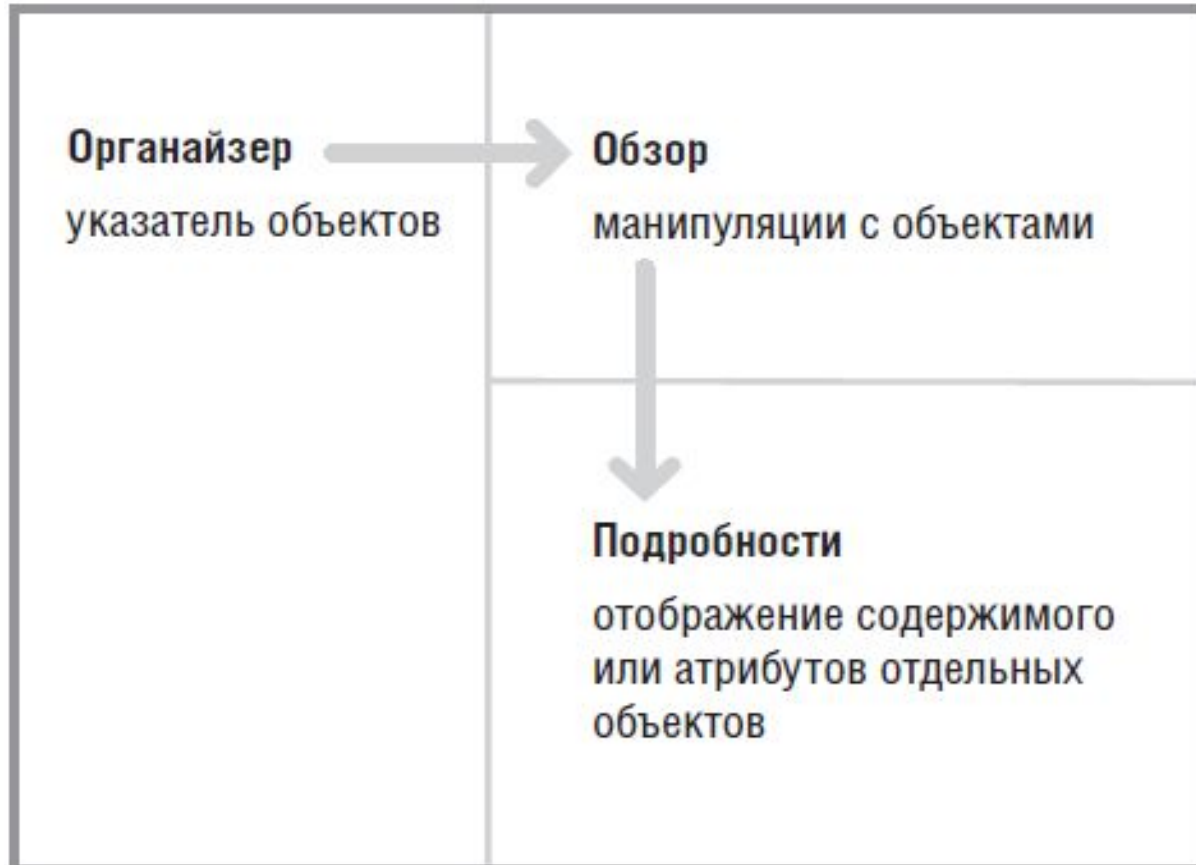 Органайзер
указатель объектов
Обзор
манипуляции с объектами
Подробности
отображение содержимого
или атрибутов отдельных
объектов